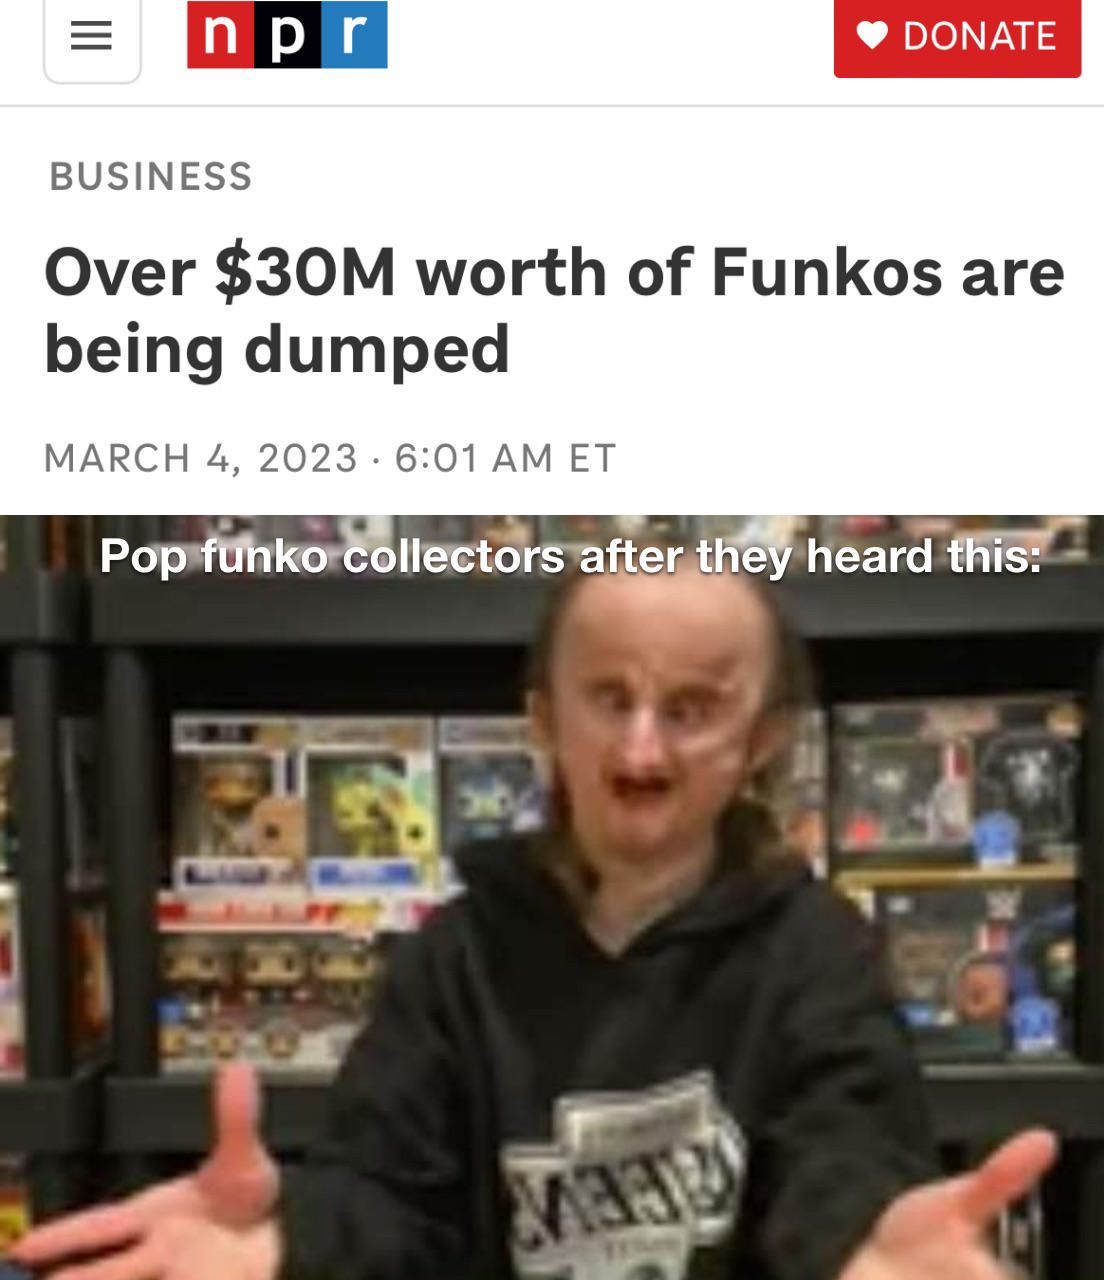 npr
DONATE
BUSINESS
Over $30M worth of Funkos are
being dumped
MARCH 4, 2023 · 6:01 AM ET
Pop funko collectors after they heard this: